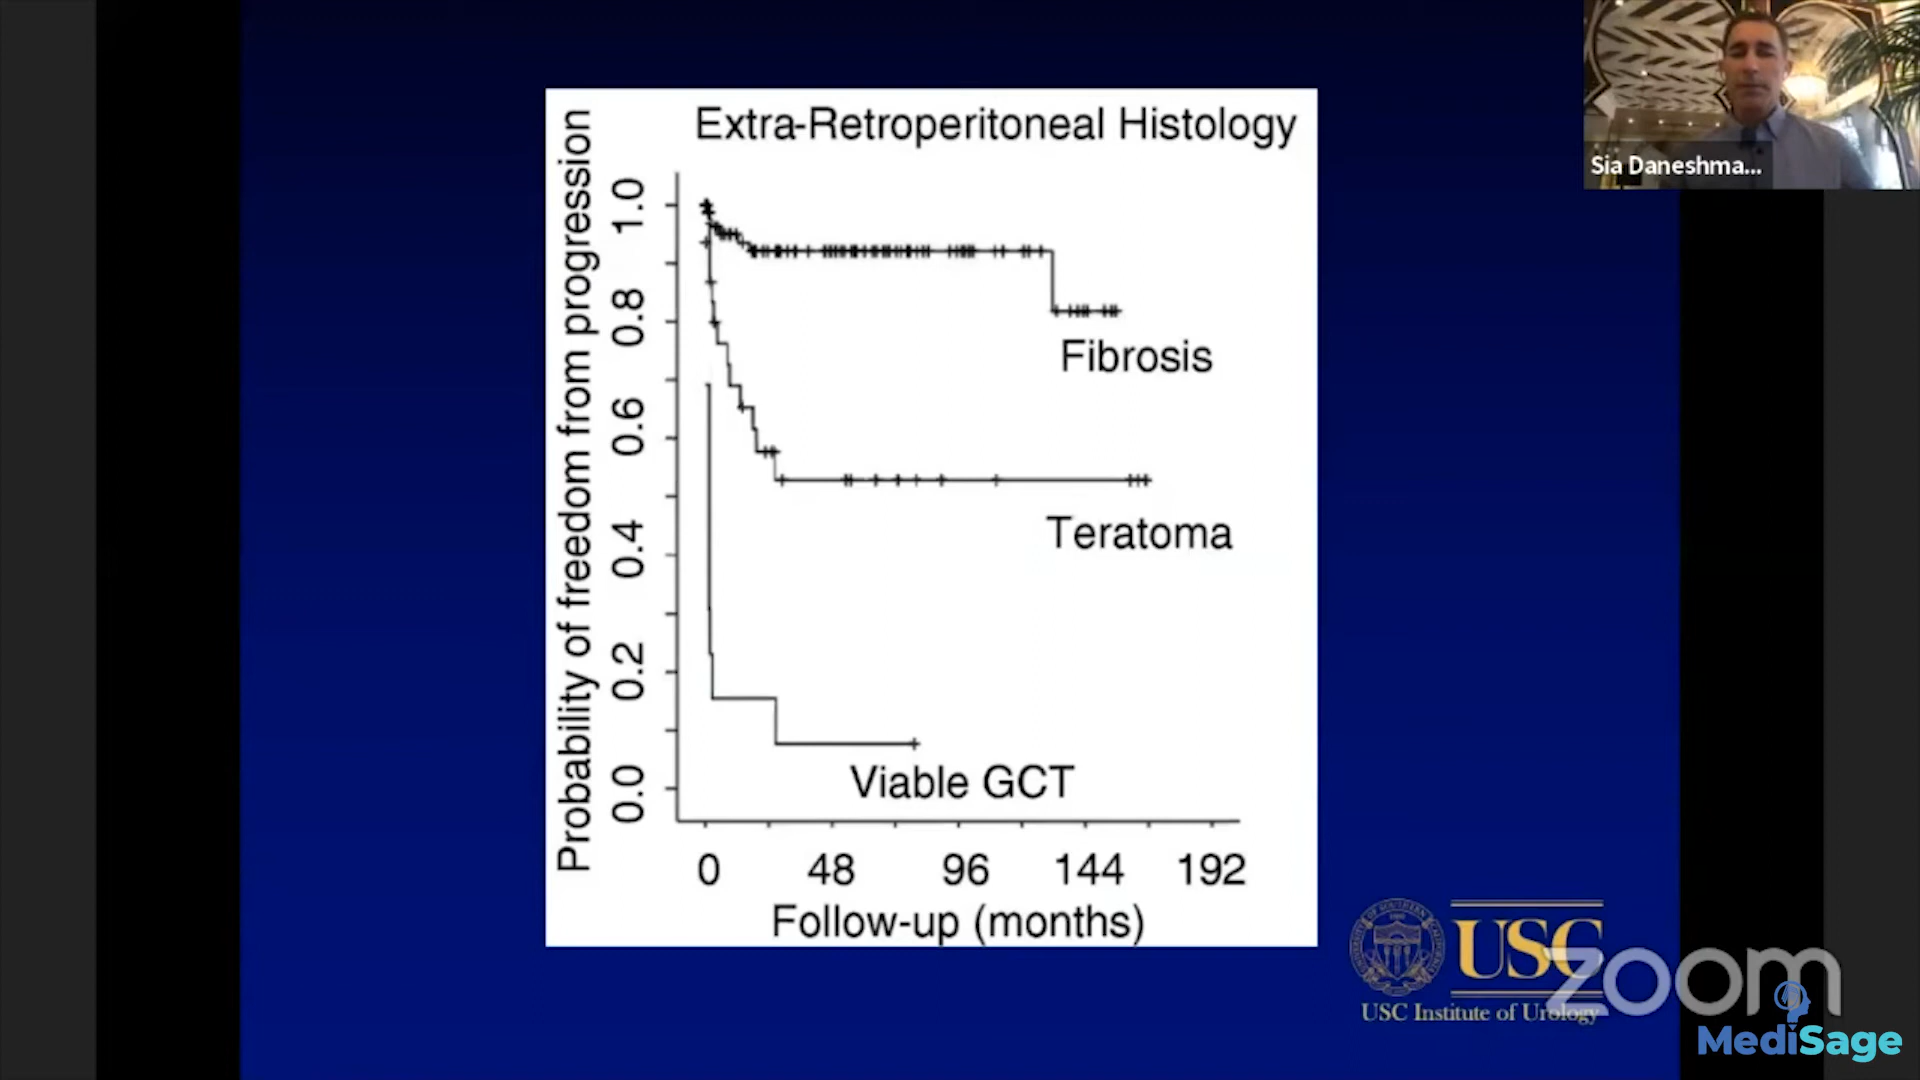 Extra-Retroperitoneal Histology
Sia Daneshma...
Probability of freedom from progression
1.0
0.8
0.6
0.4
0.2
0.0
Fibrosis
Teratoma
Viable GCT
0 48 96 144 192
Follow-up (months)
USC
USC Institute of Urology
zoom
MediSage